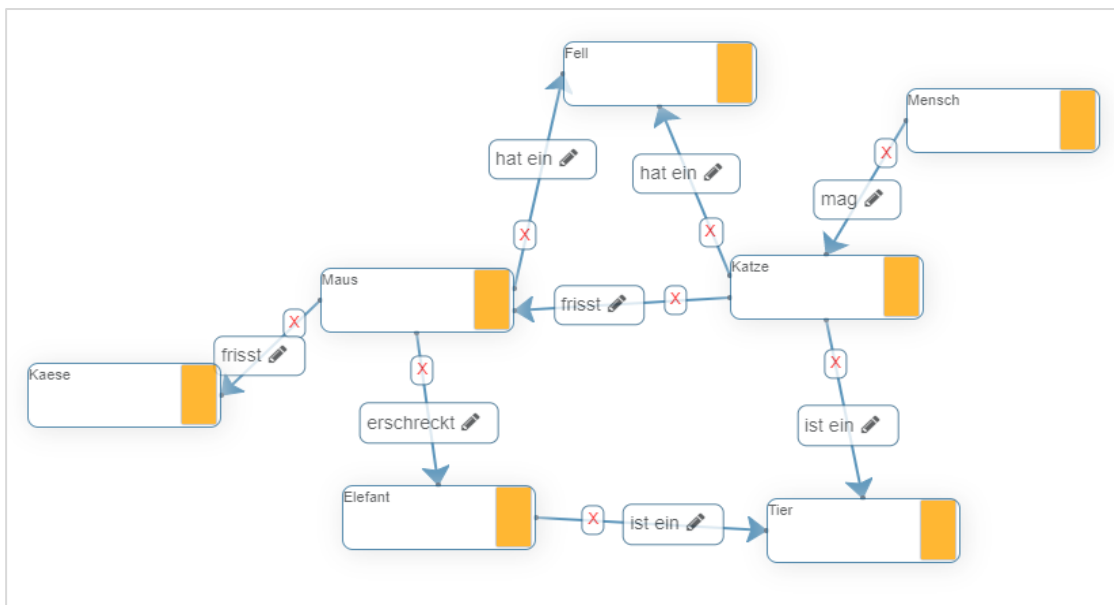 Fell
Mensch
hat ein
hat ein
X
mag
X
X
Katze
Maus
frisst
X
X
frisst
Kaese
X
X
erschreckt
ist ein
Elefant
Tier
X
ist ein